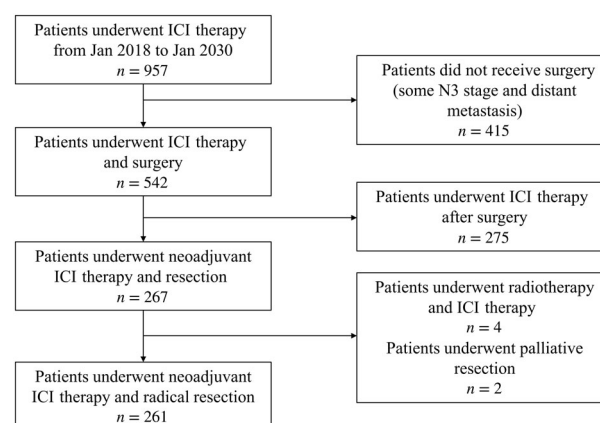 Patients underwent ICI therapy
from Jan 2018 to Jan 2030
n = 957
Patients did not receive surgery
(some N3 stage and distant
metastasis)
n = 415
Patients underwent ICI therapy
and surgery
n = 542
Patients underwent ICI therapy
after surgery
n = 275
Patients underwent neoadjuvant
ICI therapy and resection
n = 267
Patients underwent radiotherapy
and ICI therapy
n = 4
Patients underwent palliative
resection
n = 2
Patients underwent neoadjuvant
ICI therapy and radical resection
n = 261